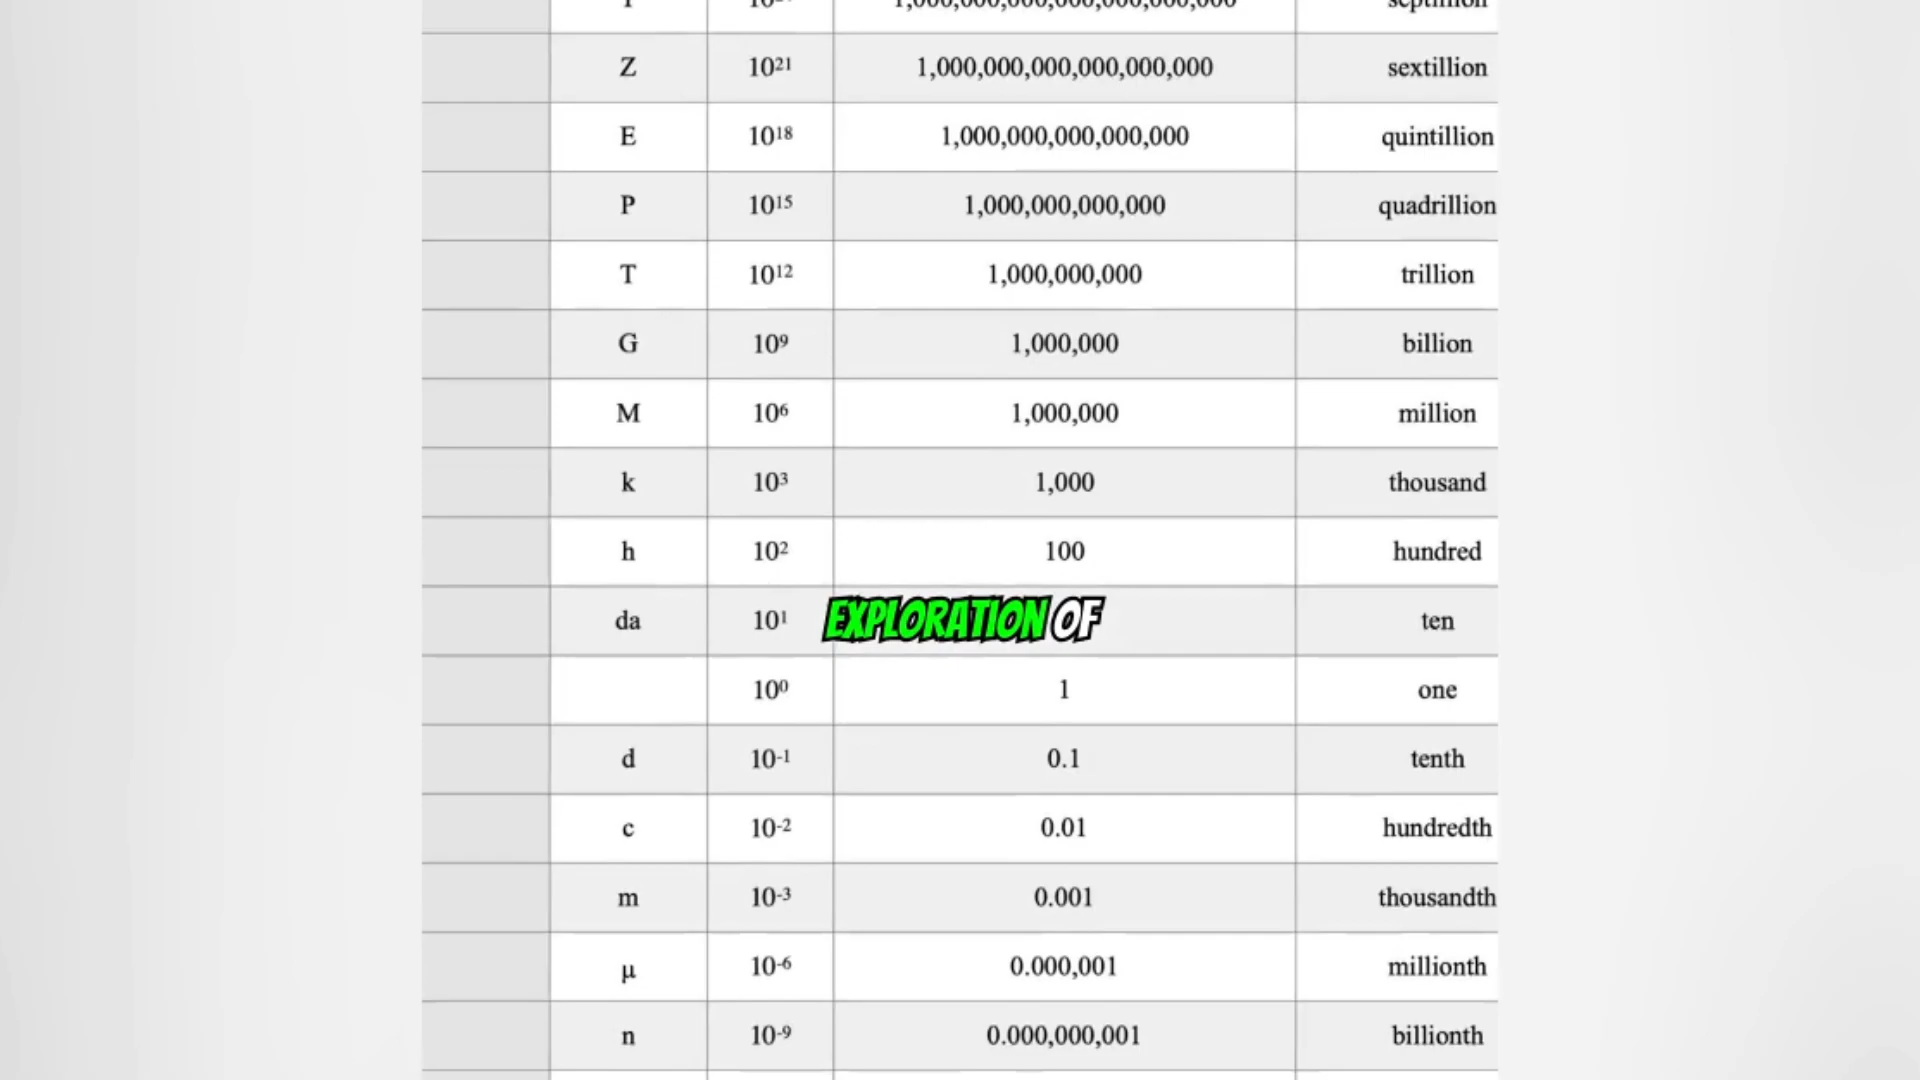 Z 10²¹ 1,000,000,000,000,000,000 sextillion
E 10¹⁸ 1,000,000,000,000,000 quintillion
P 10¹⁵ 1,000,000,000,000 quadrillion
T 10¹² 1,000,000,000 trillion
G 10⁹ 1,000,000 billion
M 10⁶ 1,000,000 million
k 10³ 1,000 thousand
h 10² 100 hundred
da 10¹ EXPLORATION OF ten
10⁰ 1 one
d 10⁻¹ 0.1 tenth
c 10⁻² 0.01 hundredth
m 10⁻³ 0.001 thousandth
μ 10⁻⁶ 0.000,001 millionth
n 10⁻⁹ 0.000,000,001 billionth